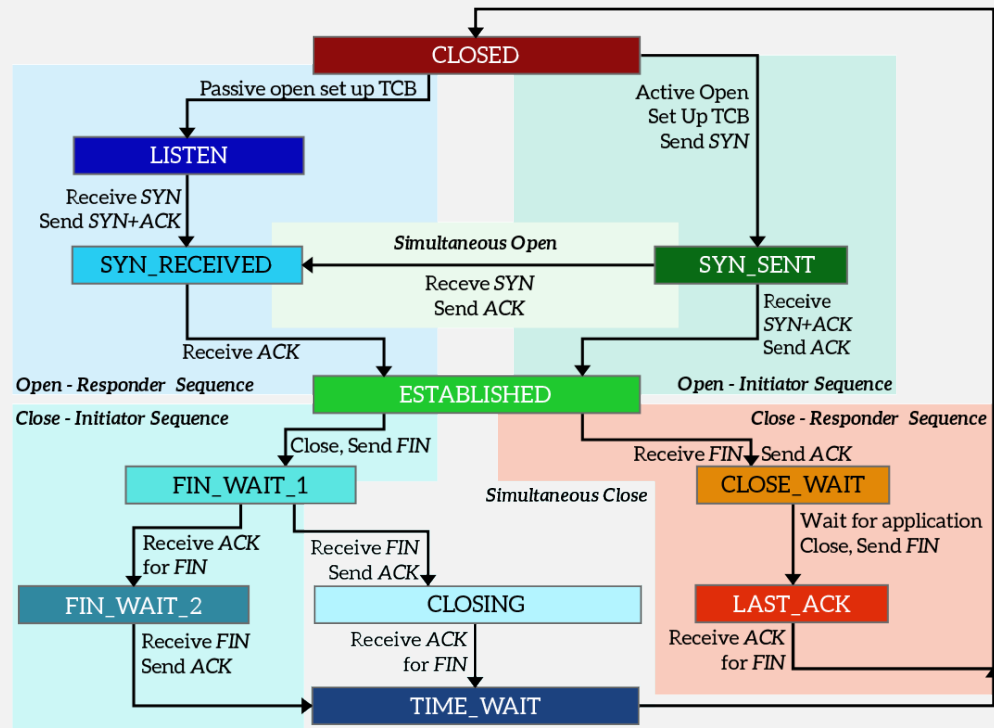 CLOSED
Passive open set up TCB
Active Open
Set Up TCB
Send SYN
LISTEN
Receive SYN
Send SYN+ACK
Simultaneous Open
SYN_RECEIVED
SYN_SENT
Receve SYN
Send ACK
Receive
SYN+ACK
Send ACK
Receive ACK
Open - Responder Sequence
ESTABLISHED
Open - Initiator Sequence
Close - Initiator Sequence
Close - Responder Sequence
Close, Send FIN
Receive FIN
Send ACK
FIN_WAIT_1
Simultaneous Close
CLOSE_WAIT
Receive ACK
for FIN
Receive FIN
Send ACK
Wait for application
Close, Send FIN
FIN_WAIT_2
CLOSING
LAST_ACK
Receive FIN
Send ACK
Receive ACK
for FIN
Receive ACK
for FIN
TIME_WAIT